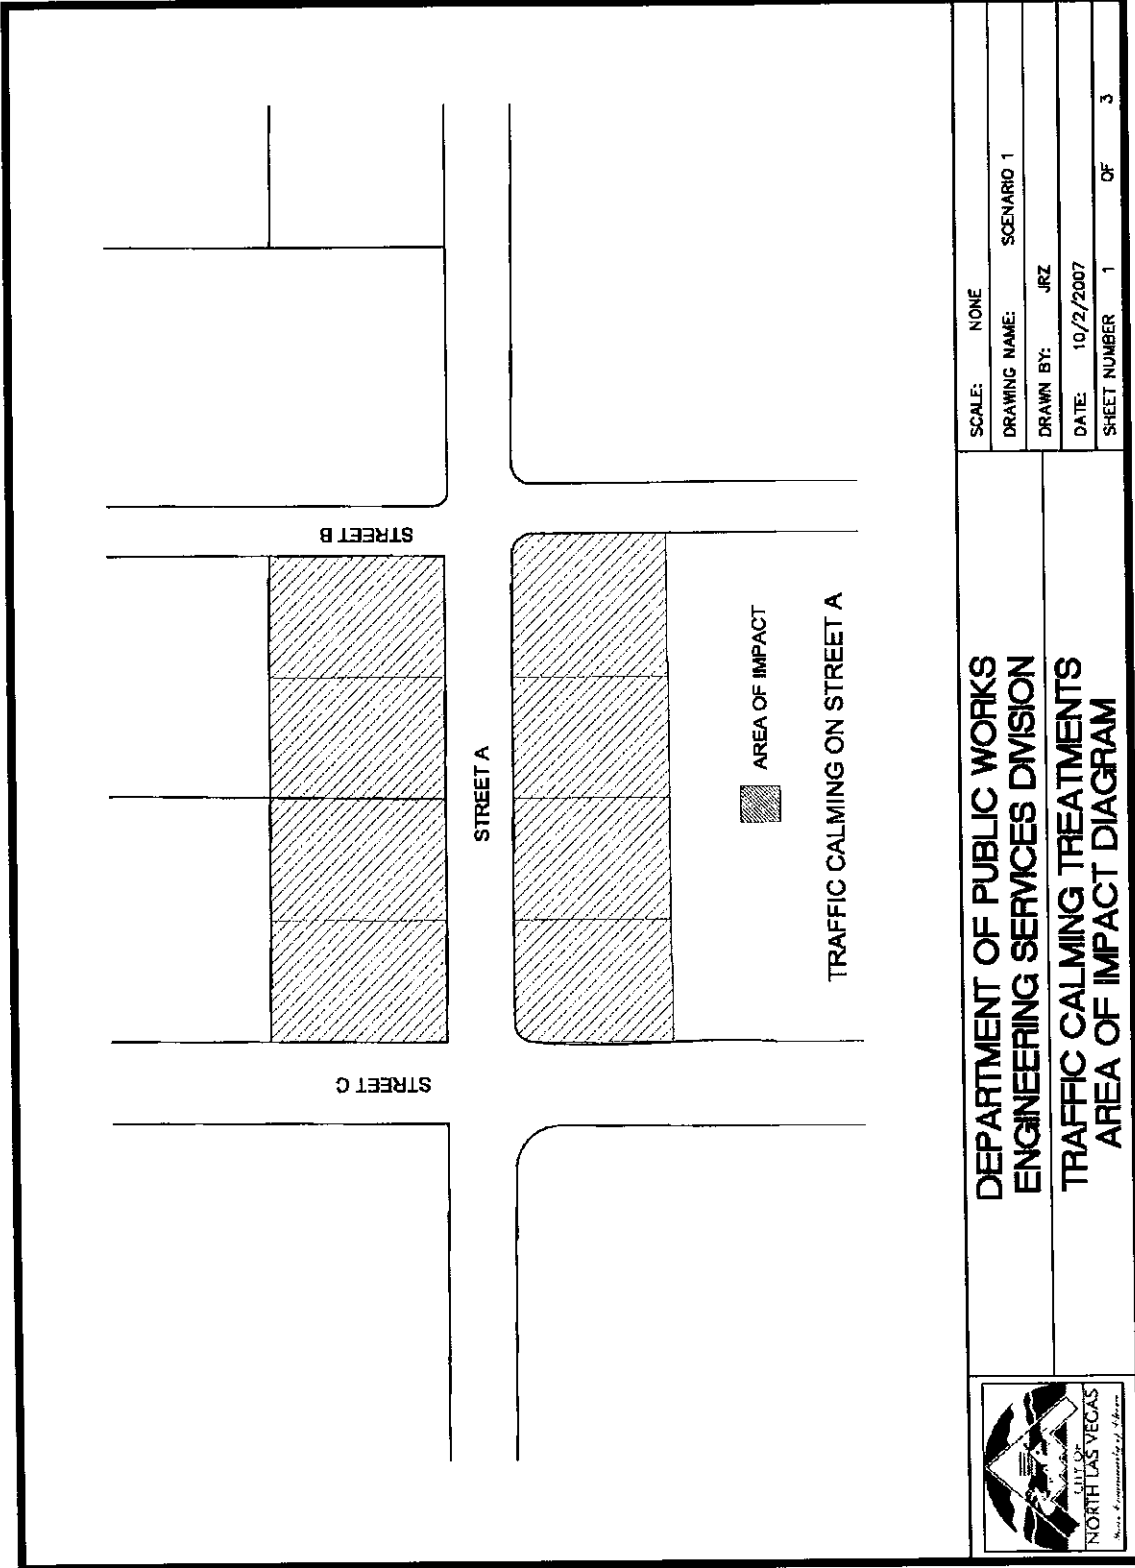 STREET B
STREET A
STREET C
AREA OF IMPACT
TRAFFIC CALMING ON STREET A
CITY OF
NORTH LAS VEGAS
DEPARTMENT OF PUBLIC WORKS
ENGINEERING SERVICES DIVISION
TRAFFIC CALMING TREATMENTS
AREA OF IMPACT DIAGRAM
SCALE: NONE
DRAWING NAME: SCENARIO 1
DRAWN BY: JRZ
DATE: 10/2/2007
SHEET NUMBER 1 OF 3